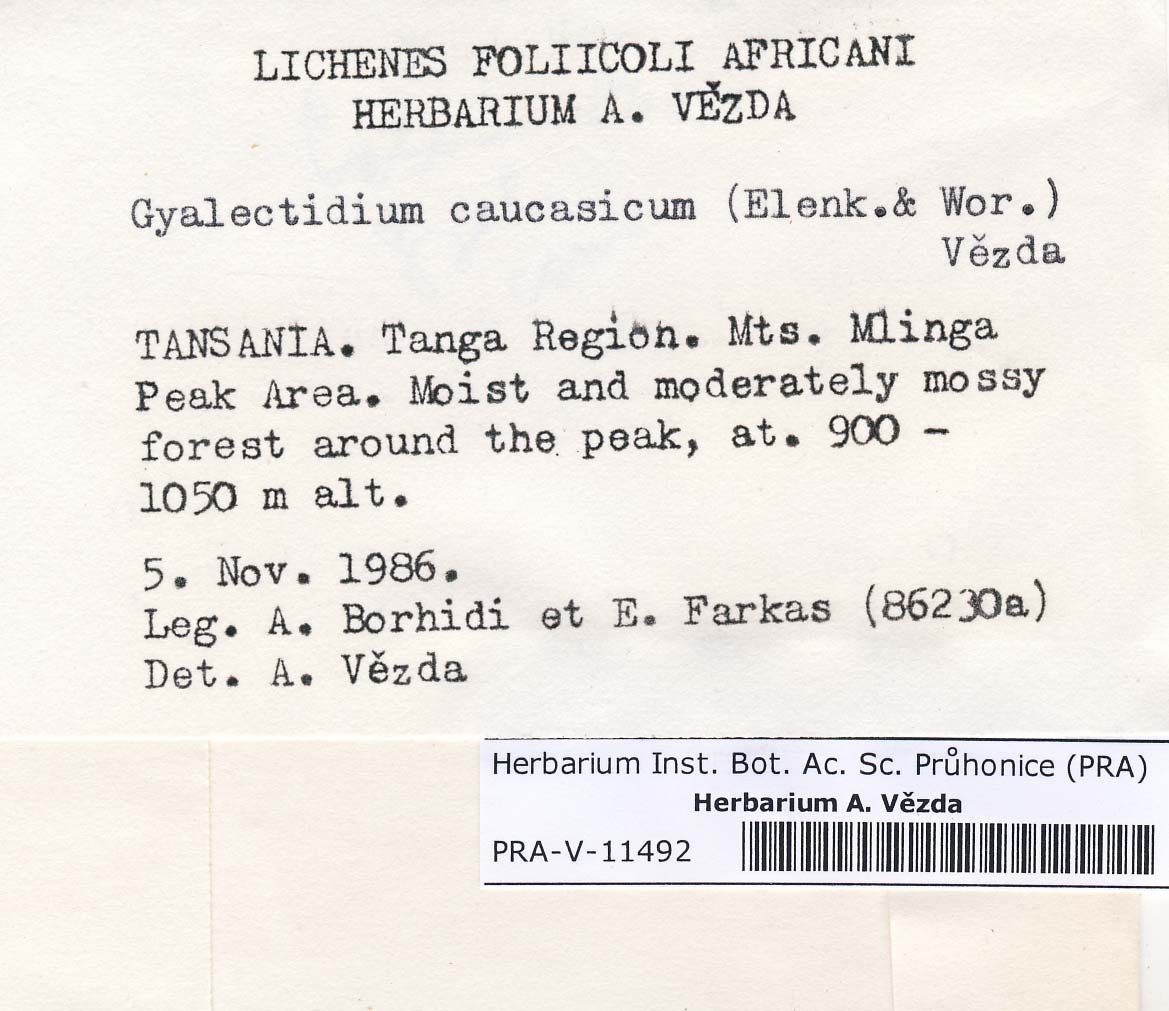 LICHENES FOLIICOLI AFRICANI
HERBARIUM A. VĚZDA
Gyalectidium caucasicum (Elenk.& Wor.)
Vězda
TANSANIA. Tanga Region. Mts. Mlinga
Peak Area. Moist and moderately mossy
forest around the peak, at. 900 -
1050 m alt.
5. Nov. 1986.
Leg. A. Borhidi et E. Farkas (86230a)
Det. A. Vězda
Herbarium Inst. Bot. Ac. Sc. Průhonice (PRA)
Herbarium A. Vězda
PRA-V-11492